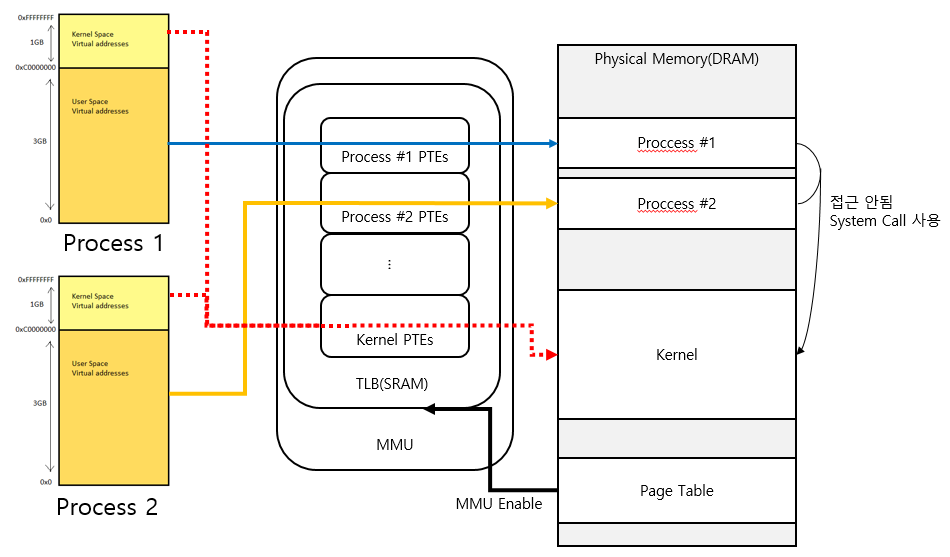 0xFFFFFFFF
1GB
0xC0000000
Kernel Space
Virtual addresses
User Space
Virtual addresses
3GB
0x0
Process 1
0xFFFFFFFF
1GB
0xC0000000
Kernel Space
Virtual addresses
User Space
Virtual addresses
3GB
0x0
Process 2
Process #1 PTEs
Process #2 PTEs
⋮
Kernel PTEs
TLB(SRAM)
MMU
MMU Enable
Physical Memory(DRAM)
Proccess #1
Proccess #2
Kernel
Page Table
접근 안됨
System Call 사용